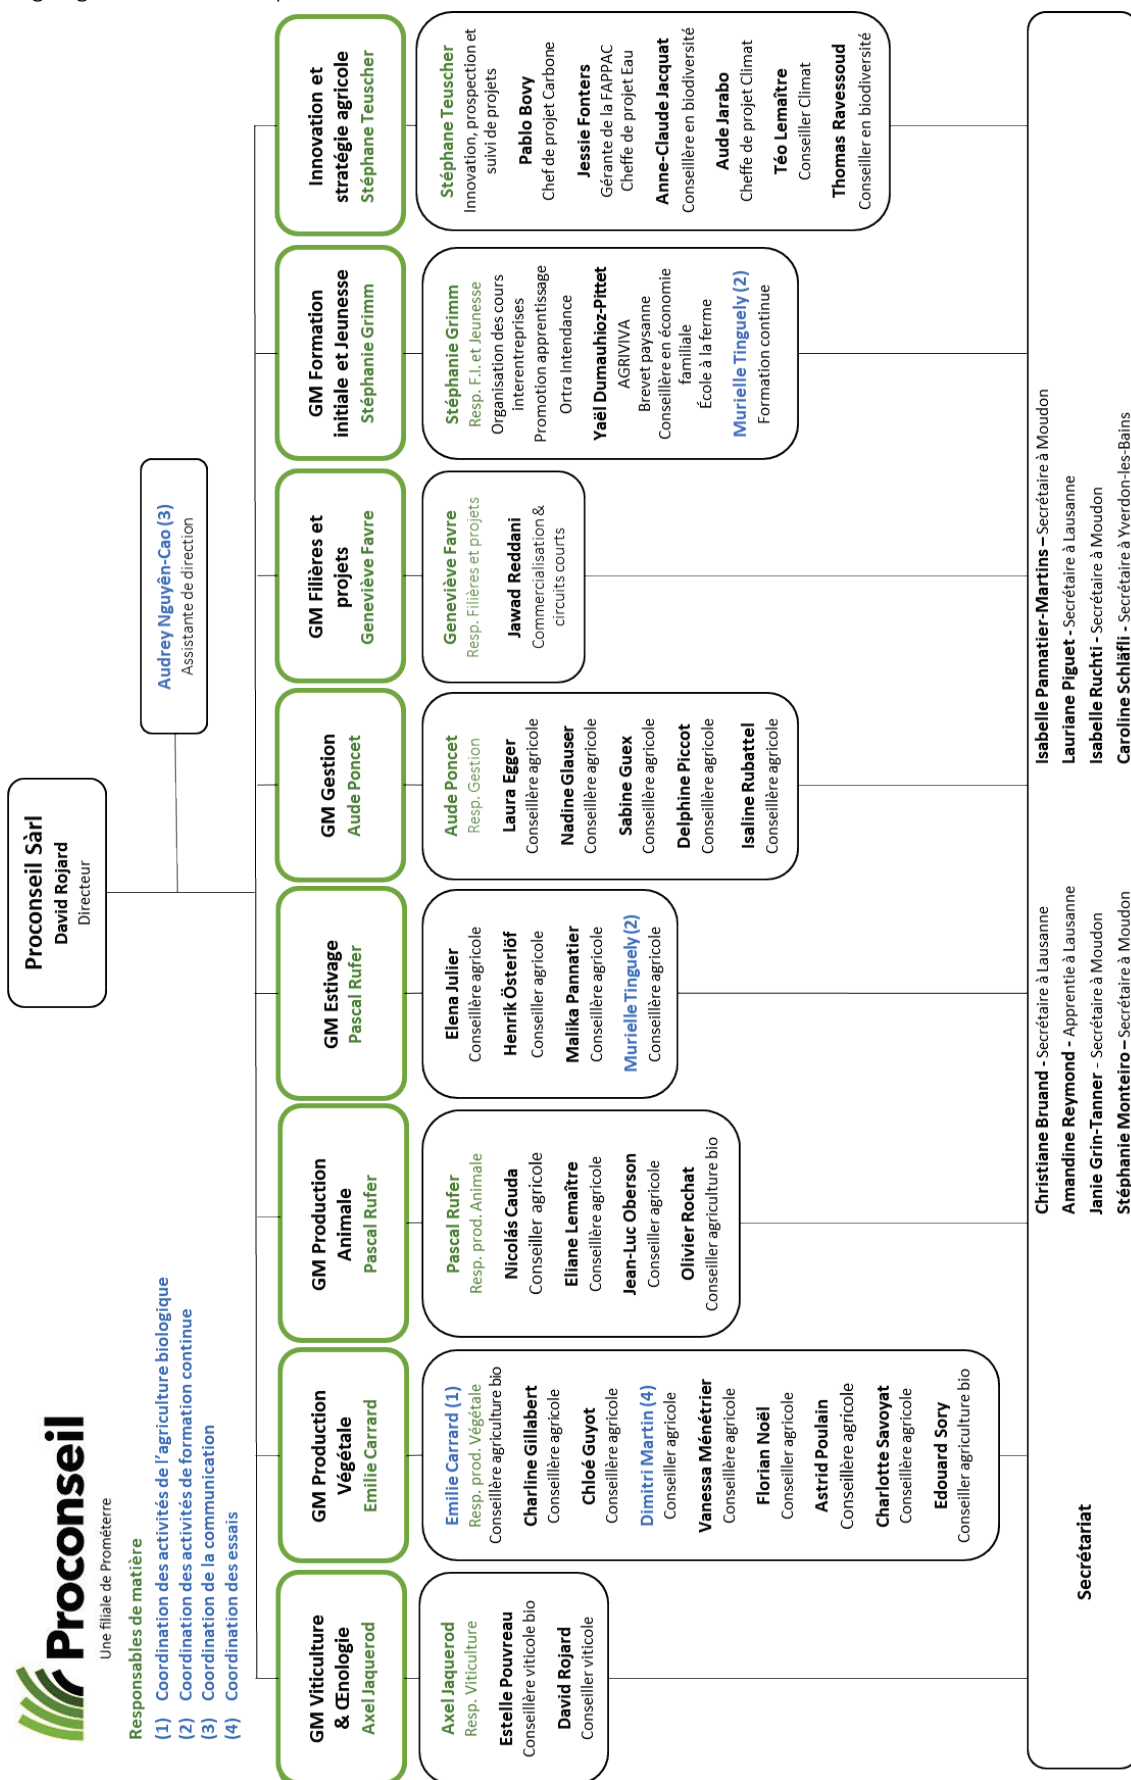 Proconseil
Une filiale de Prométerre
Responsables de matière
(1) Coordination des activités de l'agriculture biologique
(2) Coordination des activités de formation continue
(3) Coordination de la communication
(4) Coordination des essais
Proconseil Sàrl
David Rojard
Directeur
Audrey Nguyên-Cao (3)
Assistante de direction
GM Viticulture
& Œnologie
Axel Jaquerod
Axel Jaquerod
Resp. Viticulture
Estelle Pouvreau
Conseillère viticole bio
David Rojard
Conseiller viticole
GM Production
Végétale
Emilie Carrard
Emilie Carrard (1)
Resp. prod. Végétale
Conseillère agriculture bio
Charline Gillabert
Conseillère agricole
Chloé Guyot
Conseillère agricole
Dimitri Martin (4)
Conseiller agricole
Vanessa Ménétrier
Conseillère agricole
Florian Noël
Conseiller agricole
Astrid Poulain
Conseillère agricole
Charlotte Savoyat
Conseillère agricole
Edouard Sory
Conseiller agriculture bio
GM Production
Animale
Pascal Rufer
Pascal Rufer
Resp. prod. Animale
Nicolás Cauda
Conseiller agricole
Eliane Lemaître
Conseillère agricole
Jean-Luc Oberson
Conseiller agricole
Olivier Rochat
Conseiller agriculture bio
GM Estivage
Pascal Rufer
Elena Julier
Conseillère agricole
Henrik Österlöf
Conseiller agricole
Malika Pannatier
Conseillère agricole
Murielle Tinguely (2)
Conseillère agricole
GM Gestion
Aude Poncet
Aude Poncet
Resp. Gestion
Laura Egger
Conseillère agricole
Nadine Glauser
Conseillère agricole
Sabine Guex
Conseillère agricole
Delphine Piccot
Conseillère agricole
Isaline Rubattel
Conseillère agricole
GM Filières et
projets
Geneviève Favre
Geneviève Favre
Resp. Filières et projets
Jawad Reddani
Commercialisation &
circuits courts
GM Formation
initiale et Jeunesse
Stéphanie Grimm
Stéphanie Grimm
Resp. F.I. et Jeunesse
Organisation des cours
interentreprises
Promotion apprentissage
Ortra Intendance
Yaël Dumauhioz-Pittet
AGRIVIVA
Brevet paysanne
Conseillère en économie
familiale
École à la ferme
Murielle Tinguely (2)
Formation continue
Innovation et
stratégie agricole
Stéphane Teuscher
Stéphane Teuscher
Innovation, prospection et
suivi de projets
Pablo Bovy
Chef de projet Carbone
Jessie Fonters
Gérante de la FAPPAC
Cheffe de projet Eau
Anne-Claude Jacquat
Conseillère en biodiversité
Aude Jarabo
Cheffe de projet Climat
Téo Lemaître
Conseiller Climat
Thomas Ravessoud
Conseiller en biodiversité
Secrétariat
Christiane Bruand - Secrétaire à Lausanne
Amandine Reymond - Apprentie à Lausanne
Janie Grin-Tanner - Secrétaire à Moudon
Stéphanie Monteiro – Secrétaire à Moudon
Isabelle Pannatier-Martins – Secrétaire à Moudon
Lauriane Piguet - Secrétaire à Lausanne
Isabelle Ruchti - Secrétaire à Moudon
Caroline Schläfli - Secrétaire à Yverdon-les-Bains